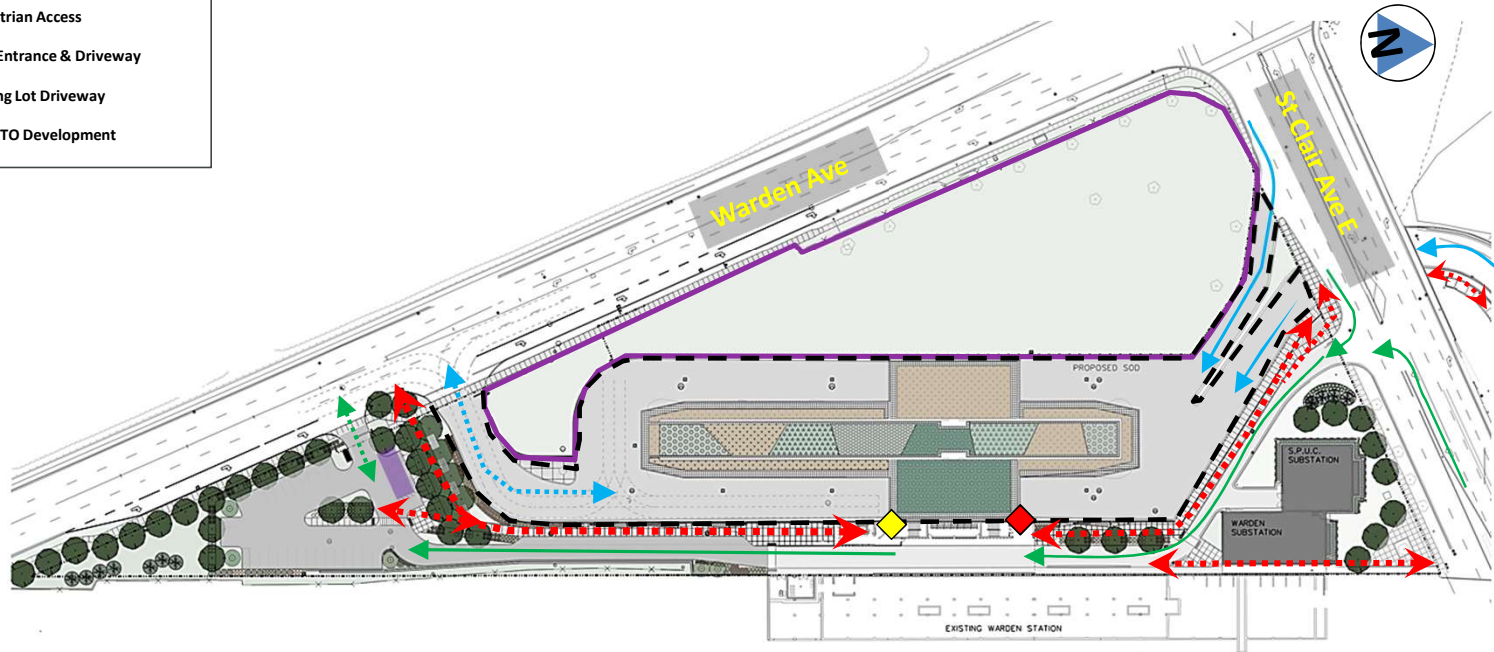 trian Access
Entrance & Driveway
ng Lot Driveway
TO Development
N
Warden Ave
St Clair Ave E
PROPOSED SOD
S.P.U.C.
SUBSTATION
WARDEN
SUBSTATION
EXISTING WARDEN STATION